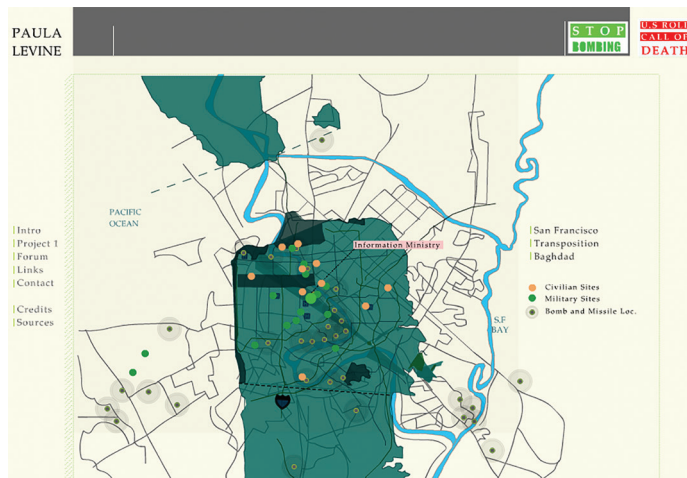 PAULA
LEVINE
STOP
BOMBING
U.S ROLL
CALL OF
DEATH
PACIFIC
OCEAN
Intro
Project 1
Forum
Links
Contact
Credits
Sources
Information Ministry
San Francisco
Transposition
Baghdad
Civilian Sites
Military Sites
Bomb and Missile Loc.
S.F
BAY